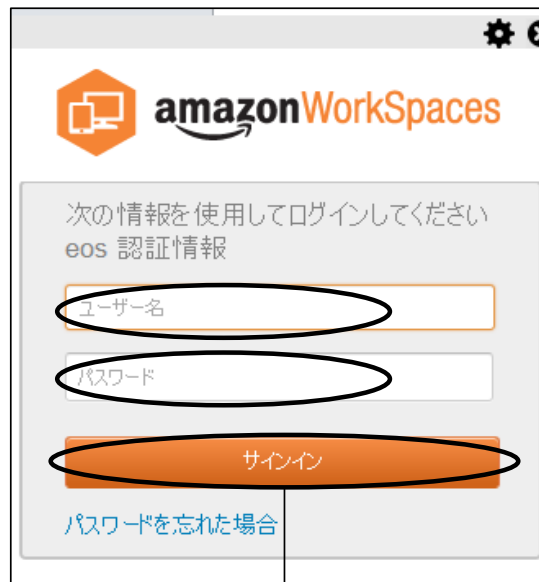 amazonWorkSpaces
次の情報を使用してログインしてください
eos 認証情報
ユーザー名
パスワード
サインイン
パスワードを忘れた場合